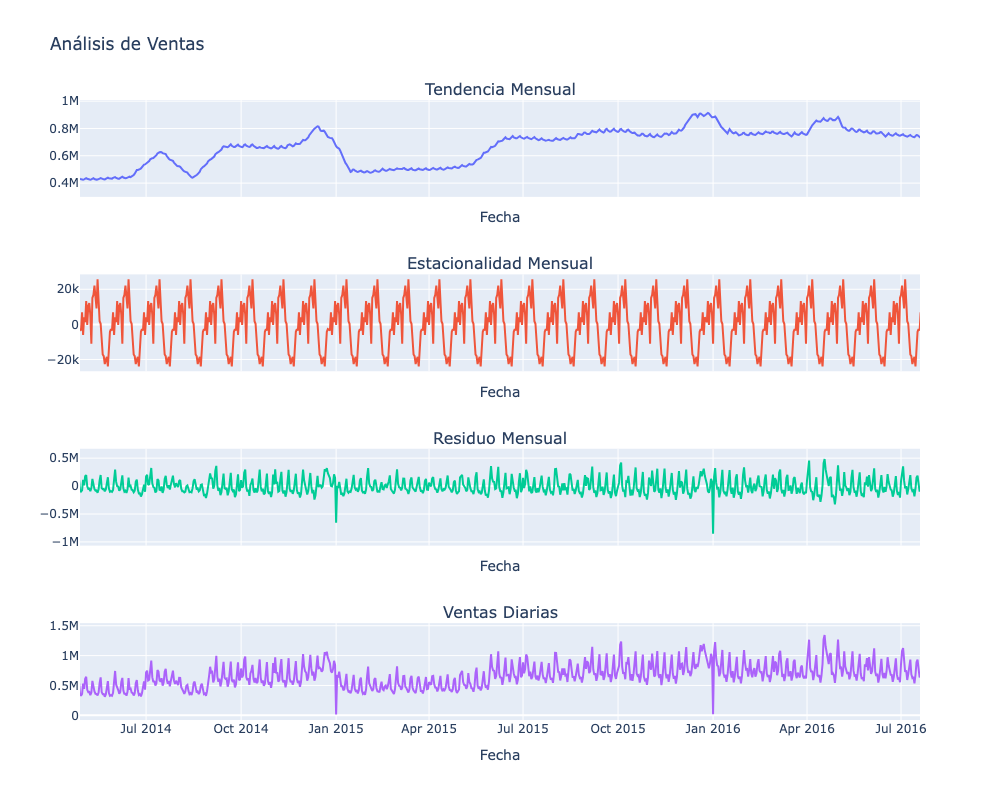 Análisis de Ventas
Tendencia Mensual
1M
0.8M
0.6M
0.4M
Fecha
Estacionalidad Mensual
20k
0
−20k
Fecha
Residuo Mensual
0.5M
0
−0.5M
−1M
Fecha
Ventas Diarias
1.5M
1M
0.5M
0
Jul 2014 Oct 2014 Jan 2015 Apr 2015 Jul 2015 Oct 2015 Jan 2016 Apr 2016 Jul 2016
Fecha